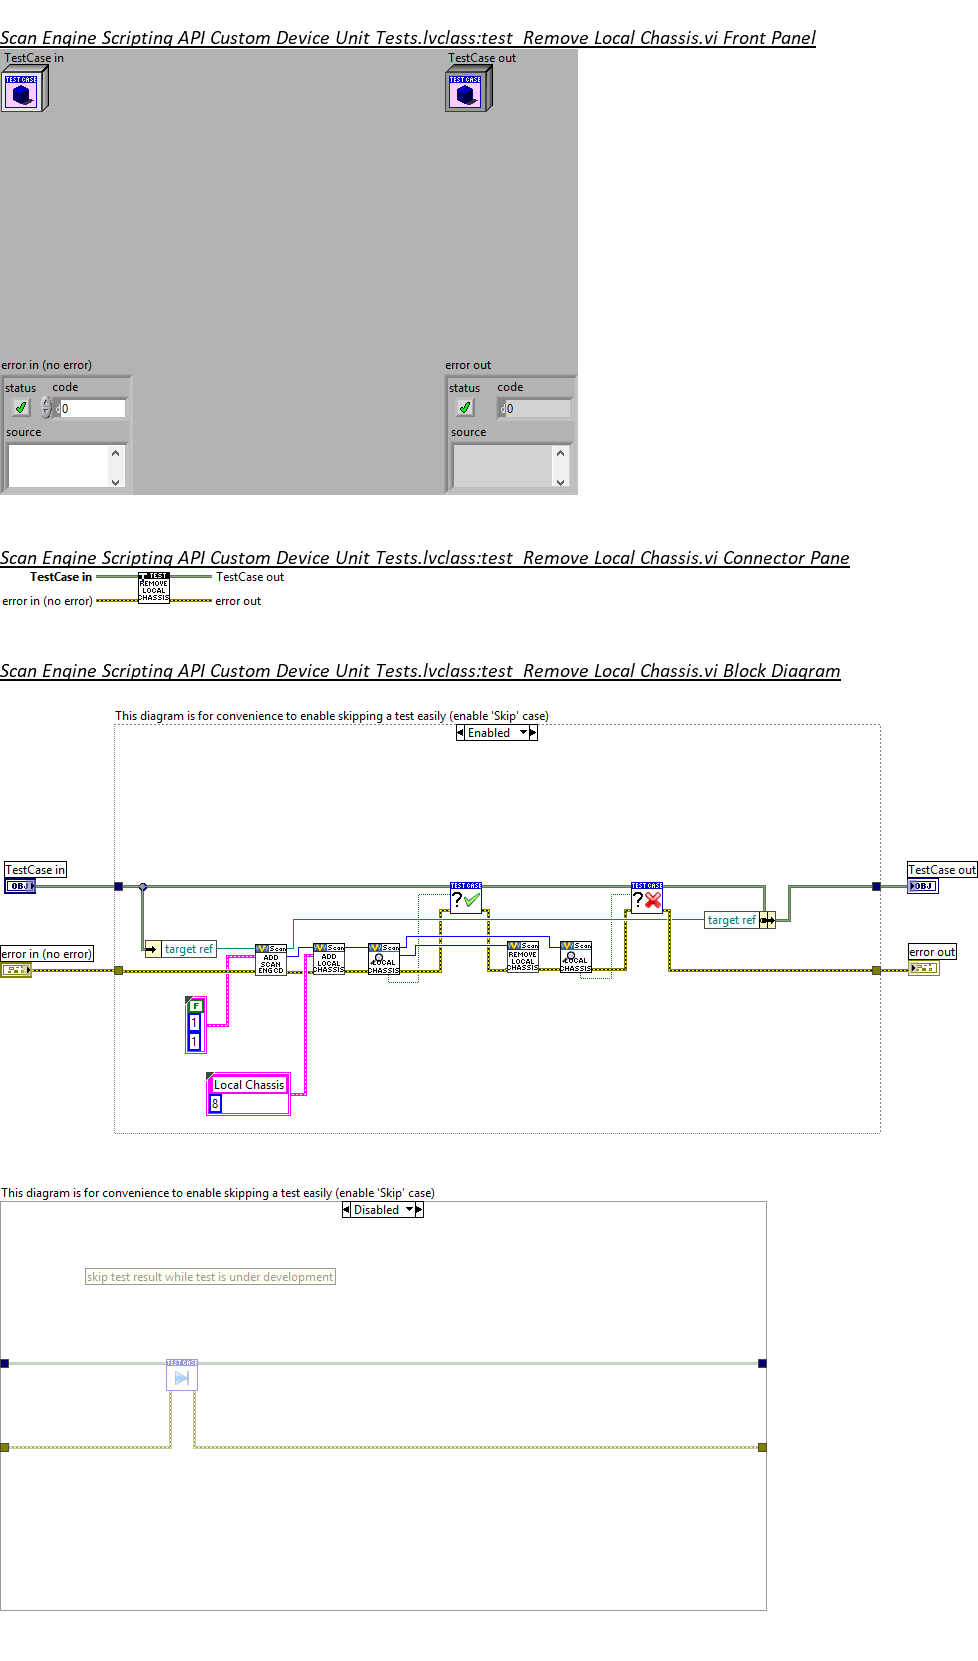 Scan Engine Scripting API Custom Device Unit Tests.lvclass:test_Remove Local Chassis.vi Front Panel
TestCase in
TestCase out
TEST CASE
TEST CASE
error in (no error)
error out
status
code
status
code
d
0
d
0
source
source
Scan Engine Scripting API Custom Device Unit Tests.lvclass:test_Remove Local Chassis.vi Connector Pane
TestCase in
TEST
REMOVE
LOCAL
CHASSIS
TestCase out
error in (no error)
error out
Scan Engine Scripting API Custom Device Unit Tests.lvclass:test_Remove Local Chassis.vi Block Diagram
This diagram is for convenience to enable skipping a test easily (enable 'Skip' case)
Enabled
TestCase in
OBJ
TEST CASE
?
TEST CASE
?
TestCase out
OBJ
target ref
target ref
error in (no error)
error out
Scan
ADD
SCAN
ENG CD
Scan
ADD
LOCAL
CHASSIS
Scan
LOCAL
CHASSIS
Scan
REMOVE
LOCAL
CHASSIS
Scan
LOCAL
CHASSIS
F
1
1
Local Chassis
8
This diagram is for convenience to enable skipping a test easily (enable 'Skip' case)
Disabled
skip test result while test is under development
TEST CASE